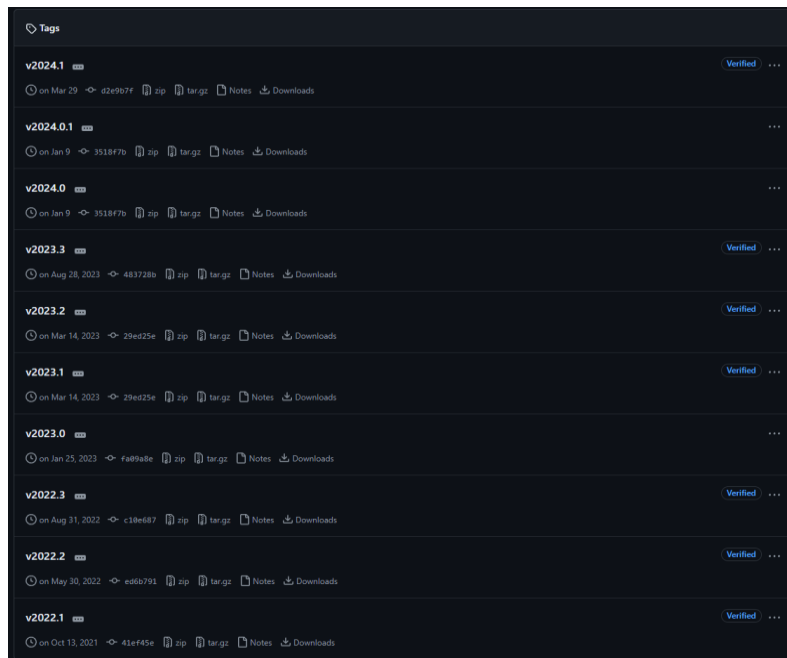 Tags
v2024.1 ... Verified ...
on Mar 29 d2e9b7f zip tar.gz Notes Downloads
v2024.0.1 ... ...
on Jan 9 3518f7b zip tar.gz Notes Downloads
v2024.0 ... ...
on Jan 9 3518f7b zip tar.gz Notes Downloads
v2023.3 ... Verified ...
on Aug 28, 2023 483728b zip tar.gz Notes Downloads
v2023.2 ... Verified ...
on Mar 14, 2023 29ed25e zip tar.gz Notes Downloads
v2023.1 ... Verified ...
on Mar 14, 2023 29ed25e zip tar.gz Notes Downloads
v2023.0 ... ...
on Jan 25, 2023 fa09a8e zip tar.gz Notes Downloads
v2022.3 ... Verified ...
on Aug 31, 2022 c10e687 zip tar.gz Notes Downloads
v2022.2 ... Verified ...
on May 30, 2022 ed6b791 zip tar.gz Notes Downloads
v2022.1 ... Verified ...
on Oct 13, 2021 41ef45e zip tar.gz Notes Downloads